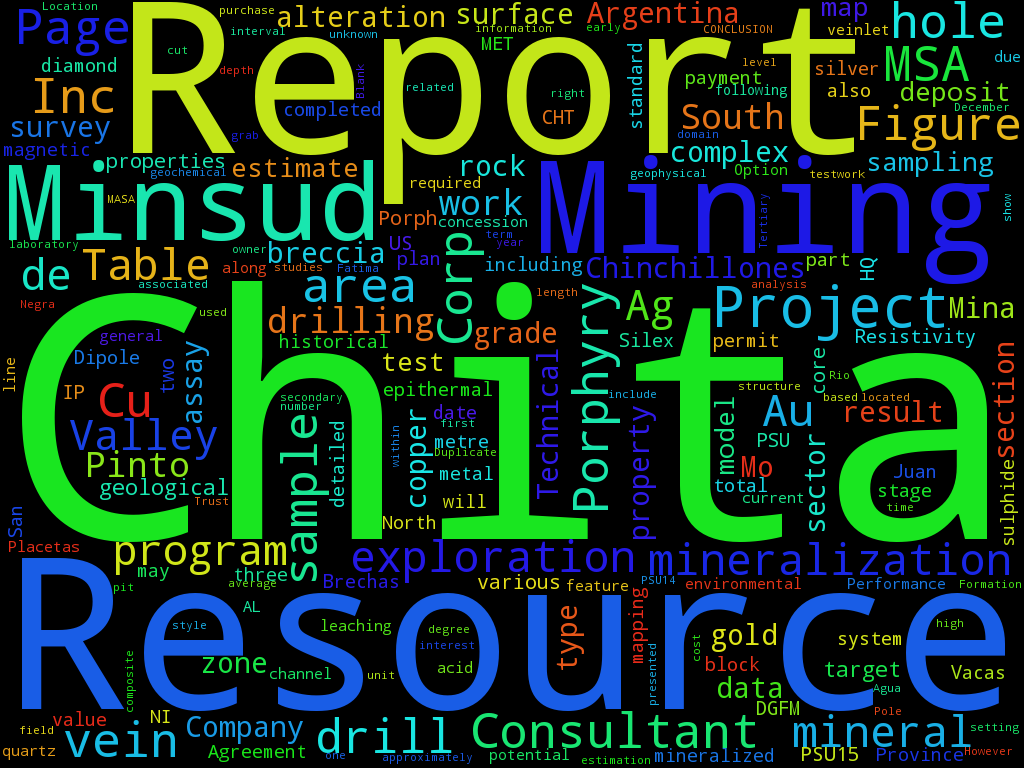 Location purchase alteration surface Argentina map hole
Page Report interval unknown information early CONCLUSION veinlet
cut MET level due
diamond depth Blank related right standard payment silver MSA
Inc completed following also deposit
CHT South December
survey grab domain Figure
magnetic properties estimate rock complex sampling
geochemical geophysical Option testwork
Minsud MASA required work Mining
Porph concession Tertiary show
laboratory owner breccia US term year
de Table along studies Fatima plan Corp including Chinchillones part HQ
associated area length analysis
Negra used drilling Porphyry Ag Project Mina
general historical grade Silex permit Resistivity
line Dipole two assay test Technical structure core Rio
IP Cu secondary epithermal include based located
number date Au result section
Valley first property model PSU
sample detailed within copper metre
Pinto Duplicate Mo sector Juan
geological metal total stage
Trust will current time
San North sulphide
Chita
Placetas program exploration mineralization
pit may three average Brechas various feature PSU14 environmental Performance Formation
AL
style leaching degree type mapping gold system high
Resource interest cost
composite zone channel acid unit presented block target Vacas
data Agua
value NI DGFM Pole
field Company Consultant mineral setting
quartz vein Agreement one drill approximately potential estimation mineralized PSU15 Province However